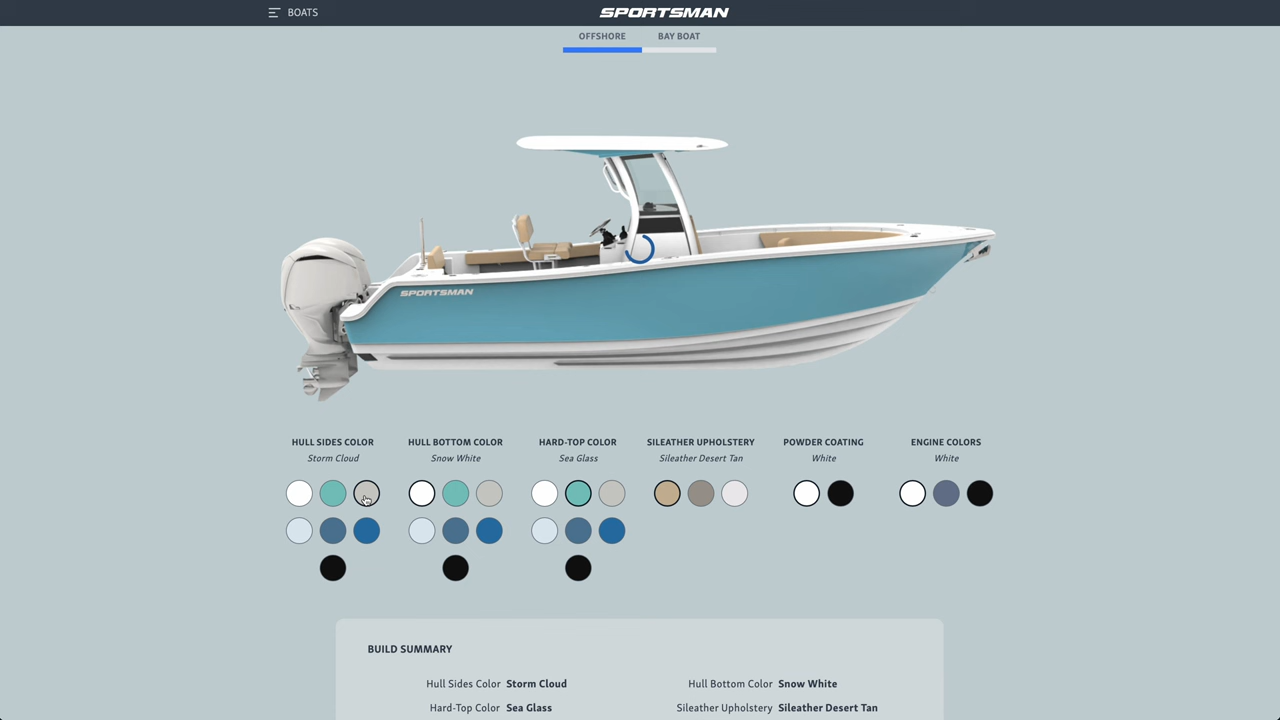 BOATS
SPORTSMAN
OFFSHORE
BAY BOAT
SPORTSMAN
HULL SIDES COLOR
Storm Cloud
HULL BOTTOM COLOR
Snow White
HARD-TOP COLOR
Sea Glass
SILEATHER UPHOLSTERY
Sileather Desert Tan
POWDER COATING
White
ENGINE COLORS
White
BUILD SUMMARY
Hull Sides Color Storm Cloud
Hull Bottom Color Snow White
Hard-Top Color Sea Glass
Sileather Upholstery Sileather Desert Tan